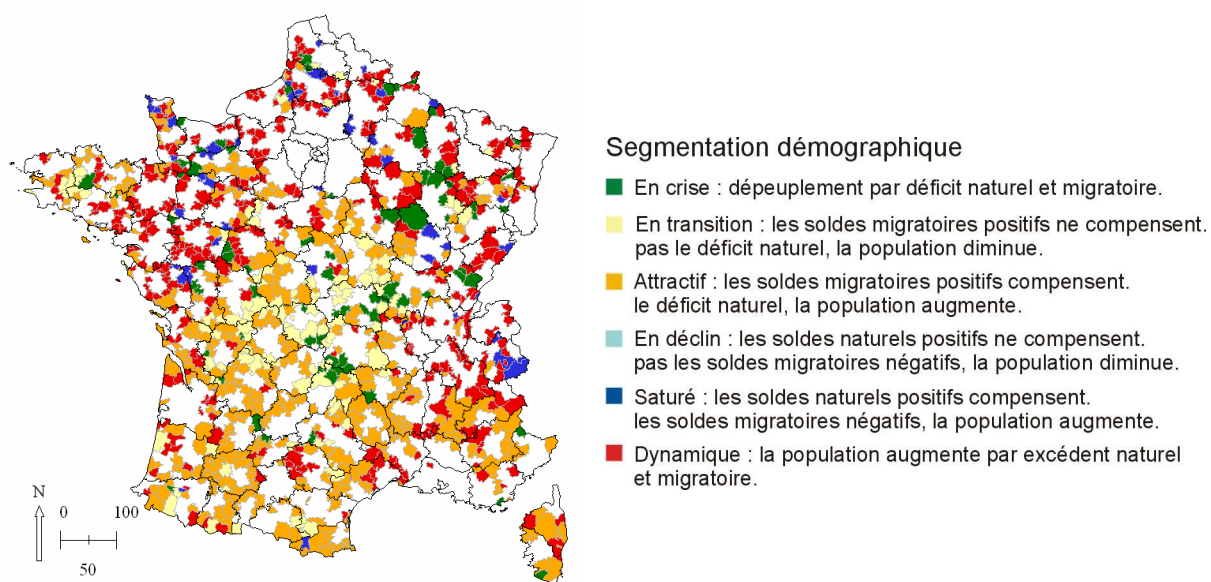 Segmentation démographique
En crise : dépeuplement par déficit naturel et migratoire.
En transition : les soldes migratoires positifs ne compensent.
pas le déficit naturel, la population diminue.
Attractif : les soldes migratoires positifs compensent.
le déficit naturel, la population augmente.
En déclin : les soldes naturels positifs ne compensent.
pas les soldes migratoires négatifs, la population diminue.
Saturé : les soldes naturels positifs compensent.
les soldes migratoires négatifs, la population augmente.
Dynamique : la population augmente par excédent naturel
et migratoire.
N
0 100
50